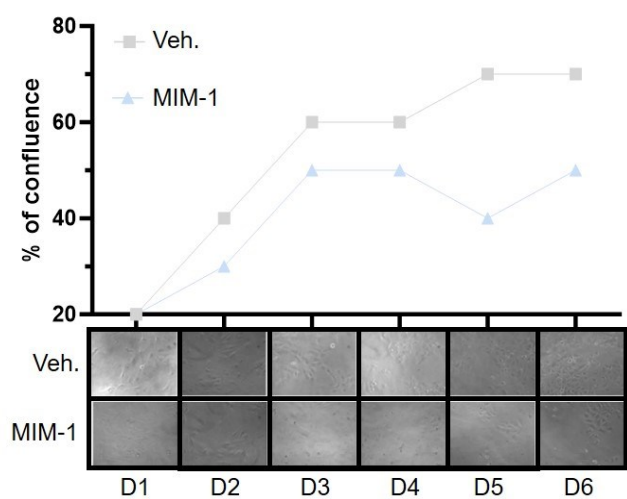 80
Veh.
MIM-1
60
% of confluence
40
20
Veh.
MIM-1
D1 D2 D3 D4 D5 D6